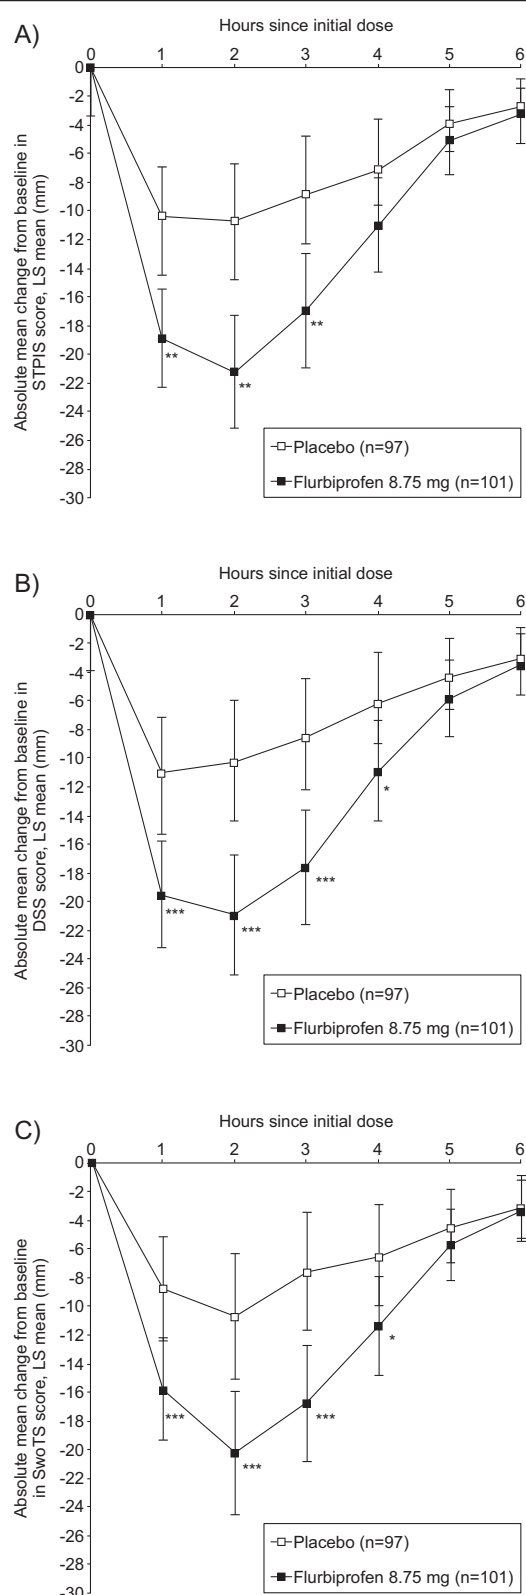 A)
Hours since initial dose
0 1 2 3 4 5 6
0
-2
-4
-6
-8
-10
-12
-14
-16
-18
-20
-22
-24
-26
-28
-30
Absolute mean change from baseline in
STPIS score, LS mean (mm)
**
**
**
Placebo (n=97)
Flurbiprofen 8.75 mg (n=101)
B)
Hours since initial dose
0 1 2 3 4 5 6
0
-2
-4
-6
-8
-10
-12
-14
-16
-18
-20
-22
-24
-26
-28
-30
Absolute mean change from baseline in
DSS score, LS mean (mm)
***
***
***
*
Placebo (n=97)
Flurbiprofen 8.75 mg (n=101)
C)
Hours since initial dose
0 1 2 3 4 5 6
0
-2
-4
-6
-8
-10
-12
-14
-16
-18
-20
-22
-24
-26
-28
-30
Absolute mean change from baseline
in SwoTS score, LS mean (mm)
***
***
***
*
Placebo (n=97)
Flurbiprofen 8.75 mg (n=101)